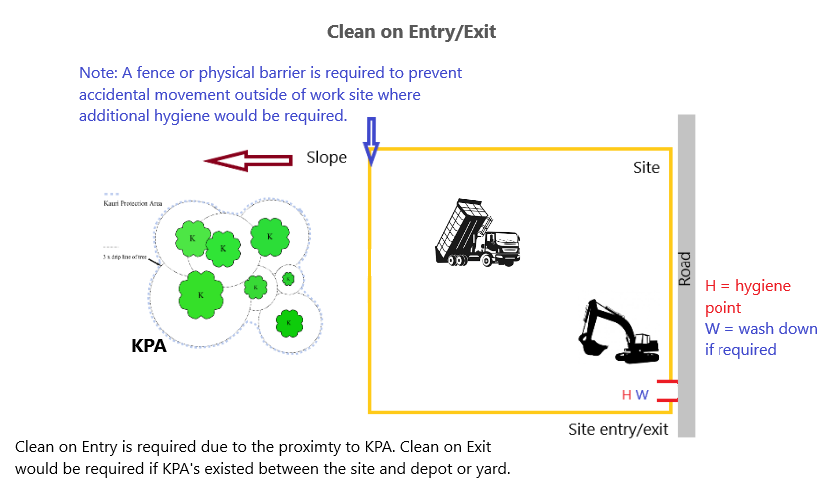 Clean on Entry/Exit
Note: A fence or physical barrier is required to prevent
accidental movement outside of work site where
additional hygiene would be required.
Slope
Site
Kauri Protection Area
K
K
K
3 x drip line of tree
K
K
K
K
KPA
Road
H = hygiene
point
W = wash down
if required
H W
Site entry/exit
Clean on Entry is required due to the proximty to KPA. Clean on Exit
would be required if KPA's existed between the site and depot or yard.